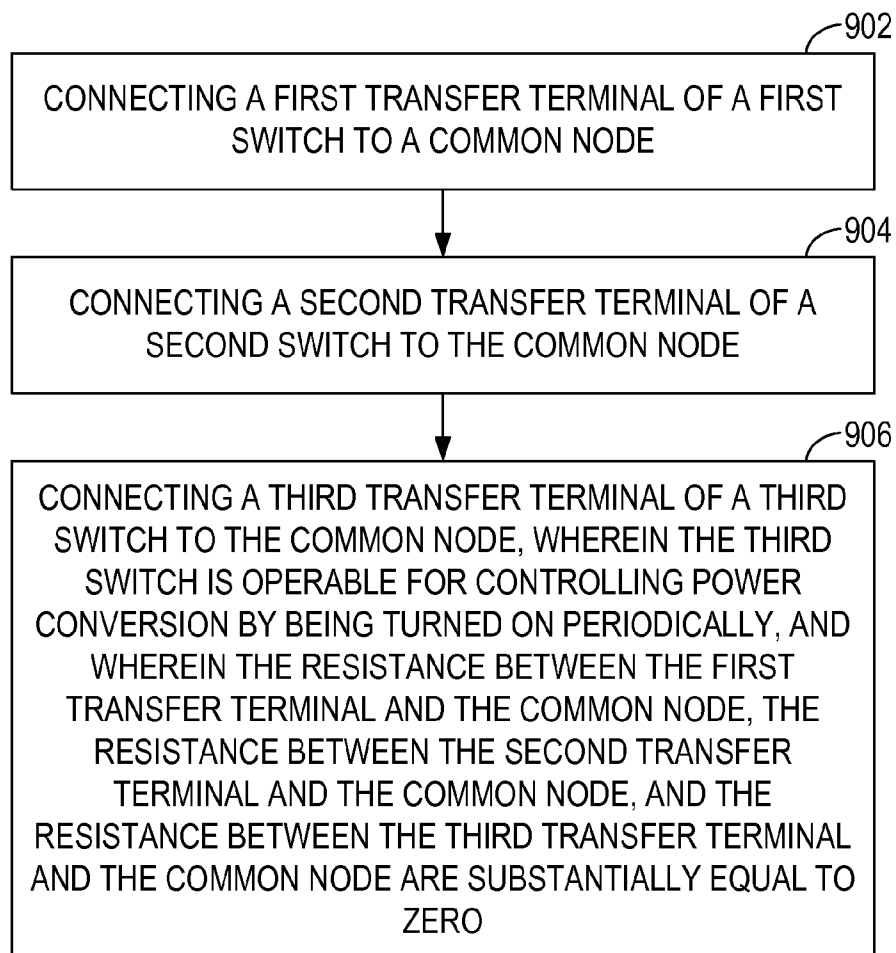 902
CONNECTING A FIRST TRANSFER TERMINAL OF A FIRST
SWITCH TO A COMMON NODE
904
CONNECTING A SECOND TRANSFER TERMINAL OF A
SECOND SWITCH TO THE COMMON NODE
906
CONNECTING A THIRD TRANSFER TERMINAL OF A THIRD
SWITCH TO THE COMMON NODE, WHEREIN THE THIRD
SWITCH IS OPERABLE FOR CONTROLLING POWER
CONVERSION BY BEING TURNED ON PERIODICALLY, AND
WHEREIN THE RESISTANCE BETWEEN THE FIRST
TRANSFER TERMINAL AND THE COMMON NODE, THE
RESISTANCE BETWEEN THE SECOND TRANSFER
TERMINAL AND THE COMMON NODE, AND THE
RESISTANCE BETWEEN THE THIRD TRANSFER TERMINAL
AND THE COMMON NODE ARE SUBSTANTIALLY EQUAL TO
ZERO